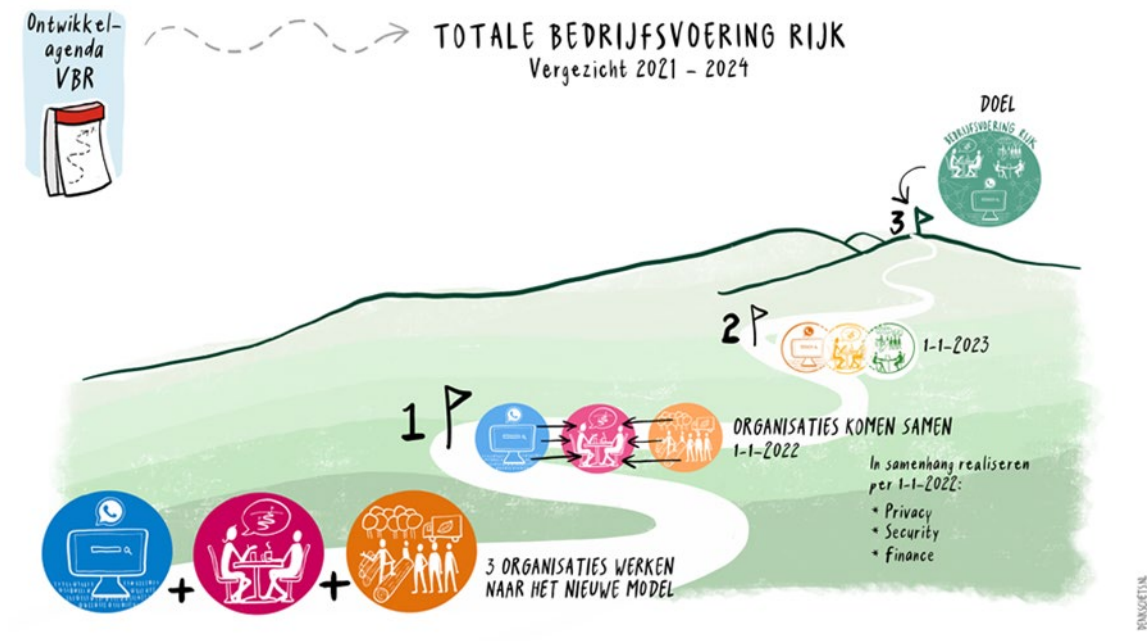 Ontwikkel-
agenda
VBR
TOTALE BEDRIJFSVOERING RIJK
Vergezicht 2021 - 2024
DOEL
BEDRIJFSVOERING RIJK
3
2
1-1-2023
1
ORGANISATIES KOMEN SAMEN
1-1-2022
In samenhang realiseren
per 1-1-2022:
* Privacy
* Security
* Finance
+
+
3 ORGANISATIES WERKEN
NAAR HET NIEUWE MODEL